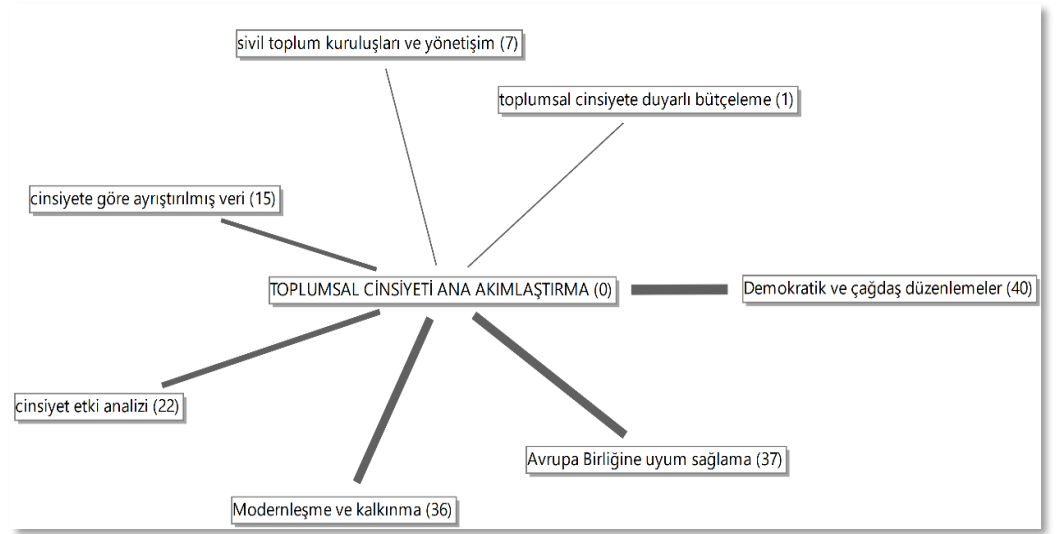 sivil toplum kuruluşları ve yönetişim (7)
toplumsal cinsiyete duyarlı bütçeleme (1)
cinsiyete göre ayrıştırılmış veri (15)
TOPLUMSAL CİNSİYETİ ANA AKIMLAŞTIRMA (0)
Demokratik ve çağdaş düzenlemeler (40)
cinsiyet etki analizi (22)
Avrupa Birliğine uyum sağlama (37)
Modernleşme ve kalkınma (36)